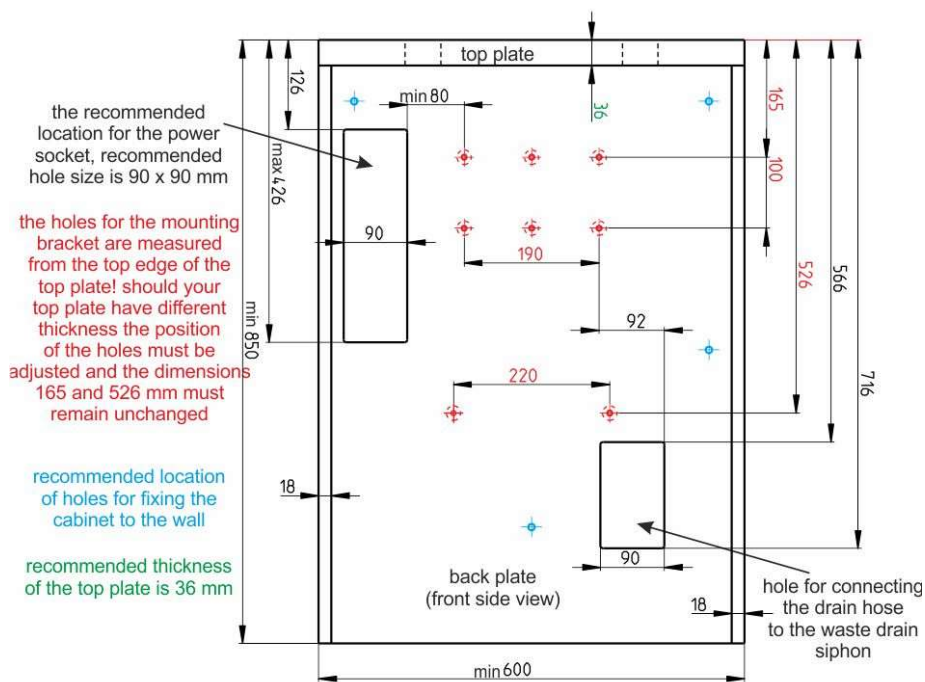 top plate
126
min 80
36
165
the recommended
location for the power
socket, recommended
hole size is 90 x 90 mm
max 426
100
the holes for the mounting
bracket are measured
from the top edge of the
top plate! should your
top plate have different
thickness the position
of the holes must be
adjusted and the dimensions
165 and 526 mm must
remain unchanged
90
190
526
566
min 850
92
716
220
recommended location
of holes for fixing the
cabinet to the wall
18
recommended thickness
of the top plate is 36 mm
90
back plate
(front side view)
18
hole for connecting
the drain hose
to the waste drain
siphon
min 600